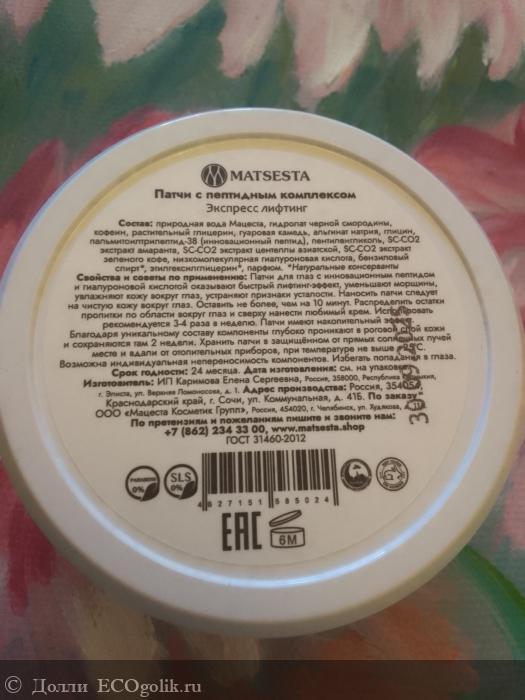 MATSESTA
Патчи с пептидным комплексом
Экспресс лифтинг
Состав: природная вода Мацеста, гидролат черной смородины,
кофеин, растительный глицерин, гуаровая камедь, альгинат натрия, глицин,
пальмитоилтрипептид-38 (инновационный пептид), пентиленгликоль, SC-CO2
экстракт амаранта, SC-CO2 экстракт центеллы азиатской, SC-CO2 экстракт
зеленого кофе, низкомолекулярная гиалуроновая кислота, бензиловый
спирт*, этилгексилглицерин*, парфюм. *Натуральные консерванты
Свойства и советы по применению: Патчи для глаз с инновационным пептидом
и гиалуроновой кислотой оказывают быстрый лифтинг-эффект, уменьшают морщины,
увлажняют кожу вокруг глаз, устраняют признаки усталости. Наносить патчи следует
на чистую кожу вокруг глаз. Оставить не более, чем на 10 минут. Распределить остатки
пропитки по области вокруг глаз и сверху нанести любимый крем. Использовать
рекомендуется 3-4 раза в неделю. Патчи имеют накопительный эффект.
Благодаря уникальному составу компоненты глубоко проникают в роговой слой кожи
и сохраняются там 2 недели. Хранить патчи в защищённом от прямых солнечных лучей
месте и вдали от отопительных приборов, при температуре не выше +25°С.
Возможна индивидуальная непереносимость компонентов. Избегать попадания в глаза.
Срок годности: 24 месяца. Дата изготовления: см. на упаковке
Изготовитель: ИП Каримова Елена Сергеевна, Россия, 358000, Республика
г. Элиста, ул. Верхняя Ломоносова, д. 1. Адрес производства: Россия, 354057,
Краснодарский край, г. Сочи, ул. Коммунальная, д. 41Б. По заказу:
ООО «Мацеста Косметик Групп», Россия, 454020, г. Челябинск, ул. Худякова,
По претензиям и пожеланиям пишите и звоните нам:
+7 (862) 234 33 00, www.matsesta.shop
ГОСТ 31460-2012
PARABENS 0%
SLS 0%
4627151585024
EAC
6M
© Долли ECOgolik.ru